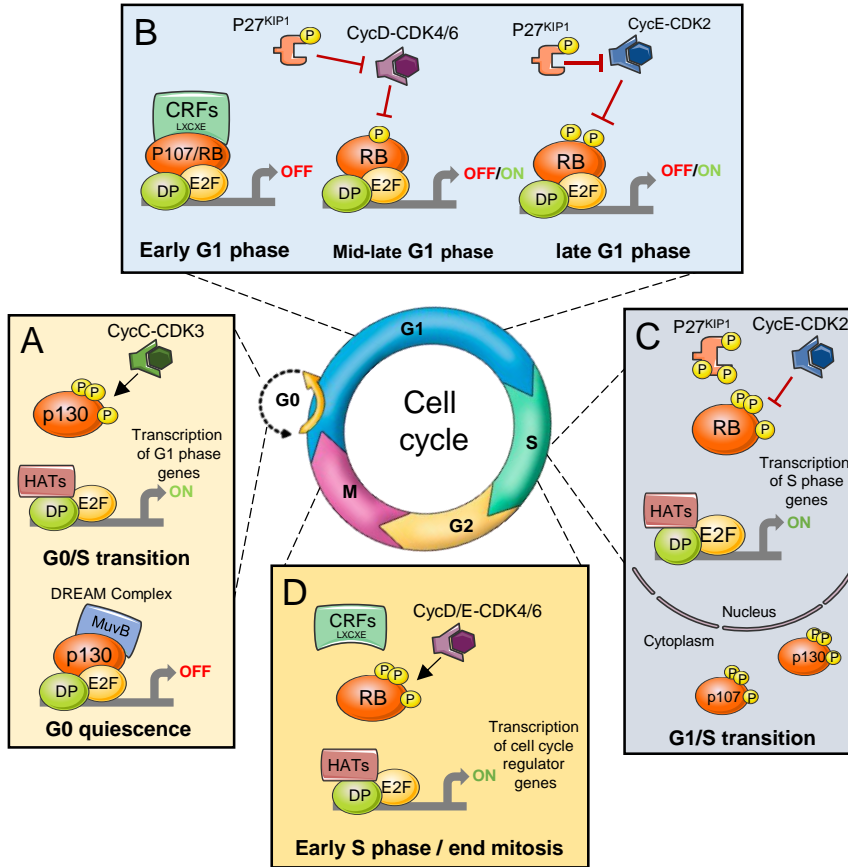 B
P27KIP1
P
CycD-CDK4/6
P27KIP1
P
CycE-CDK2
CRFs
LXCXE
P107/RB
DP
E2F
OFF
P
RB
DP
E2F
OFF/ON
P
P
RB
DP
E2F
OFF/ON
Early G1 phase
Mid-late G1 phase
late G1 phase
A
CycC-CDK3
P
P
P
p130
Transcription
of G1 phase
genes
ON
HATs
DP
E2F
G0/S transition
DREAM Complex
MuvB
p130
DP
E2F
OFF
G0 quiescence
G1
G0
Cell
cycle
S
M
G2
C
P27KIP1
P
P
P
CycE-CDK2
P
P
P
RB
Transcription
of S phase
genes
ON
HATs
DP
E2F
Nucleus
Cytoplasm
P
P
P
p130
P
P
P
p107
G1/S transition
D
CRFs
LXCXE
CycD/E-CDK4/6
P
P
P
RB
Transcription
of cell cycle
regulator
genes
ON
HATs
DP
E2F
Early S phase / end mitosis